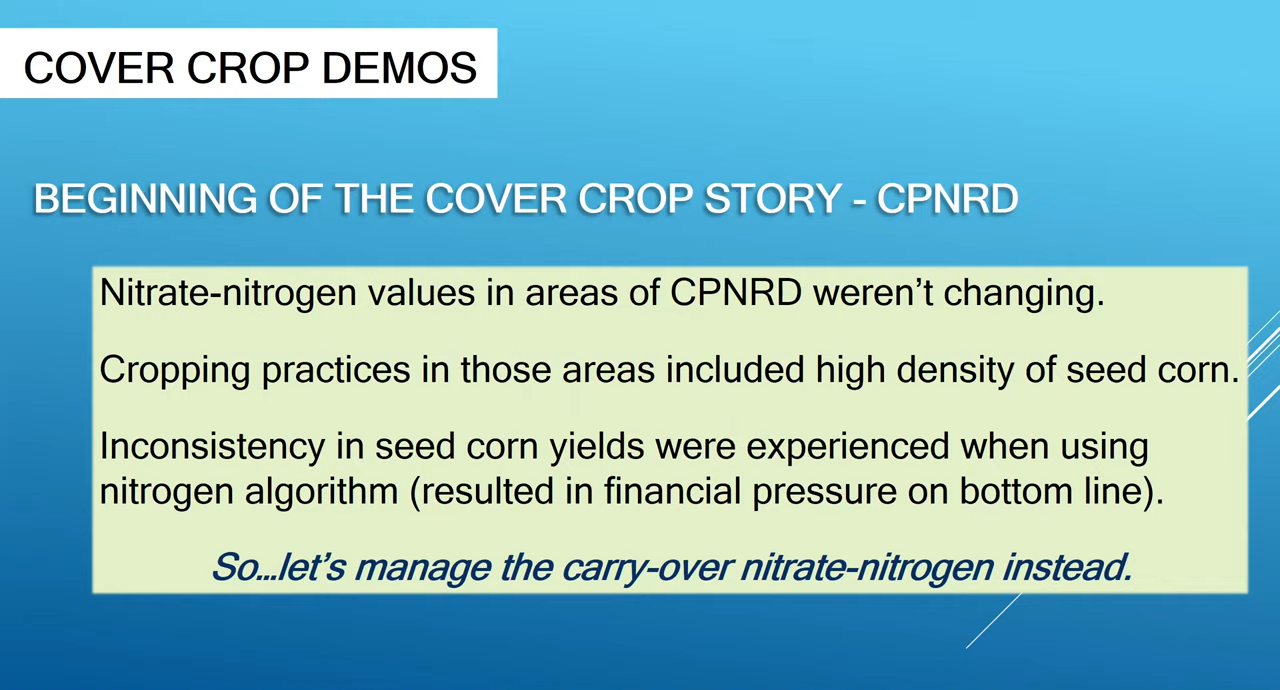 COVER CROP DEMOS
BEGINNING OF THE COVER CROP STORY - CPNRD
Nitrate-nitrogen values in areas of CPNRD weren’t changing.
Cropping practices in those areas included high density of seed corn.
Inconsistency in seed corn yields were experienced when using
nitrogen algorithm (resulted in financial pressure on bottom line).
So…let’s manage the carry-over nitrate-nitrogen instead.